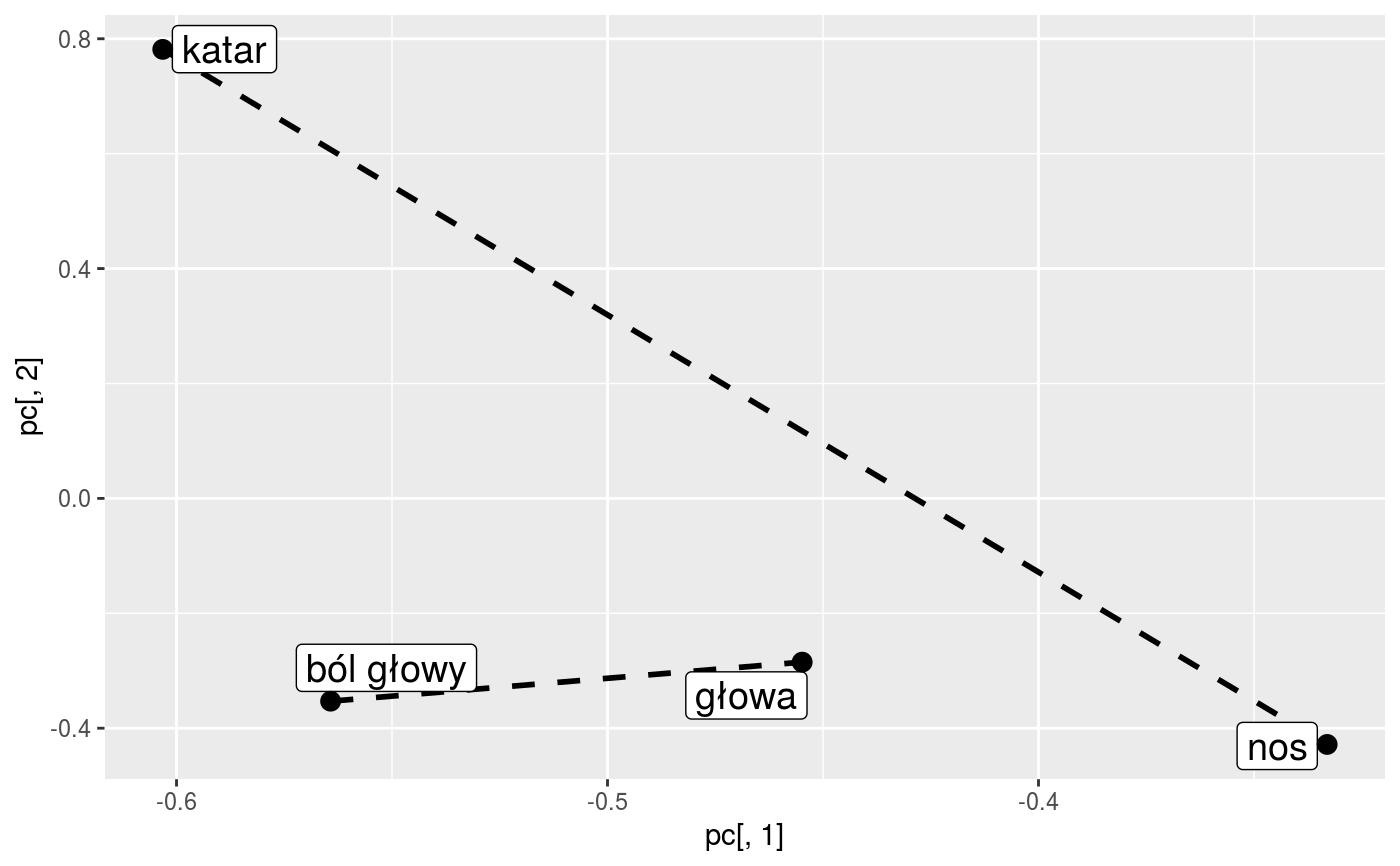 0.8
katar
0.4
pc[, 2]
0.0
ból głowy
głowa
-0.4
nos
-0.6
-0.5
-0.4
pc[, 1]